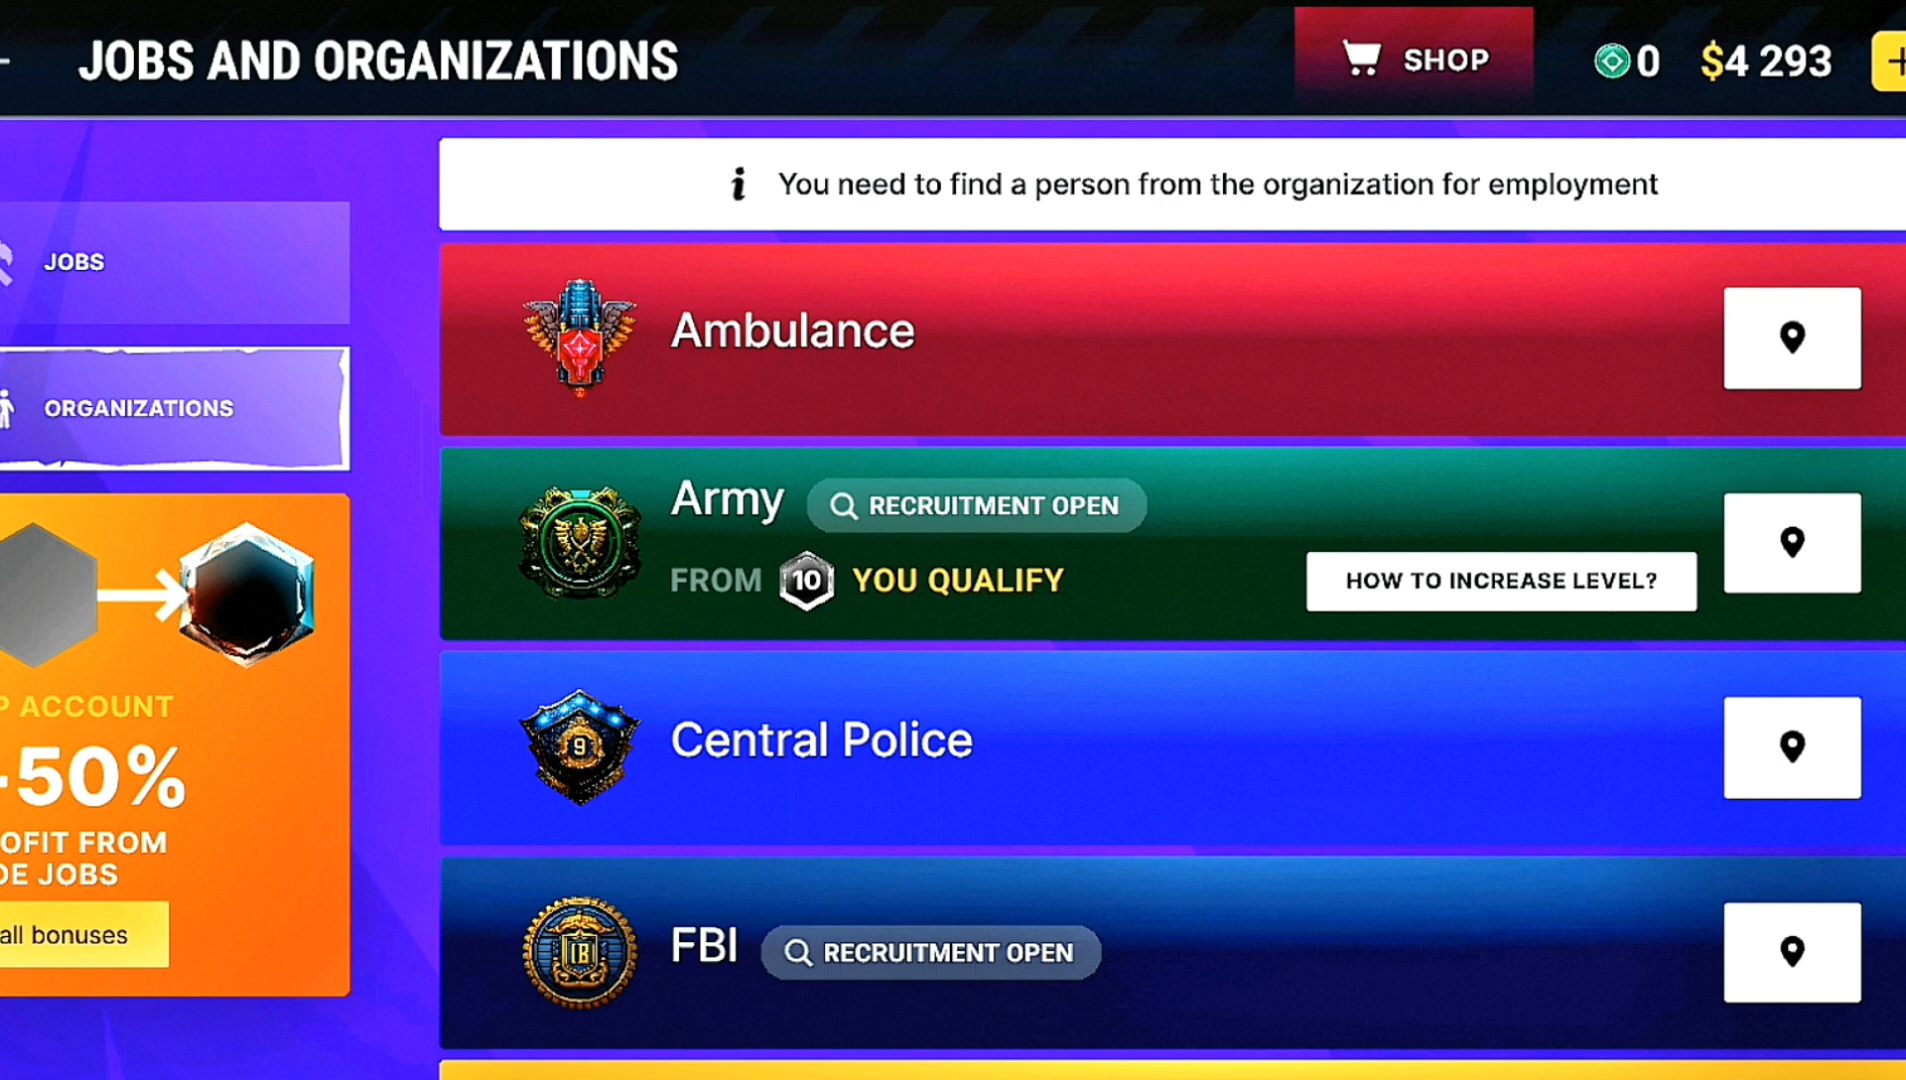 JOBS AND ORGANIZATIONS
SHOP
0
$4 293
JOBS
ORGANIZATIONS
ACCOUNT
50%
FROM
JOBS
all bonuses
You need to find a person from the organization for employment
Ambulance
Army
RECRUITMENT OPEN
FROM 10 YOU QUALIFY
HOW TO INCREASE LEVEL?
9
Central Police
FBI
RECRUITMENT OPEN